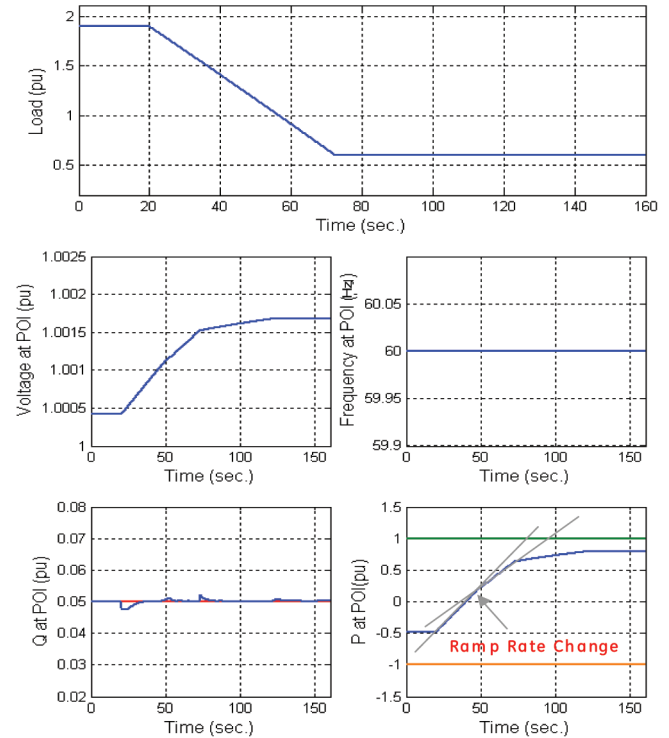 2
1.5
1
0.5
Load (pu)
0 20 40 60 80 100 120 140 160
Time (sec.)
1.0025
1.002
1.0015
1.001
1.0005
1
Voltage at POI (pu)
0 50 100 150
Time (sec.)
60.05
60
59.95
59.9
Frequency at POI (Hz)
0 50 100 150
Time (sec.)
0.08
0.07
0.06
0.05
0.04
0.03
0.02
Q at POI (pu)
0 50 100 150
Time (sec.)
1.5
1
0.5
0
-0.5
-1
-1.5
P at POI(pu)
Ramp Rate Change
0 50 100 150
Time (sec.)